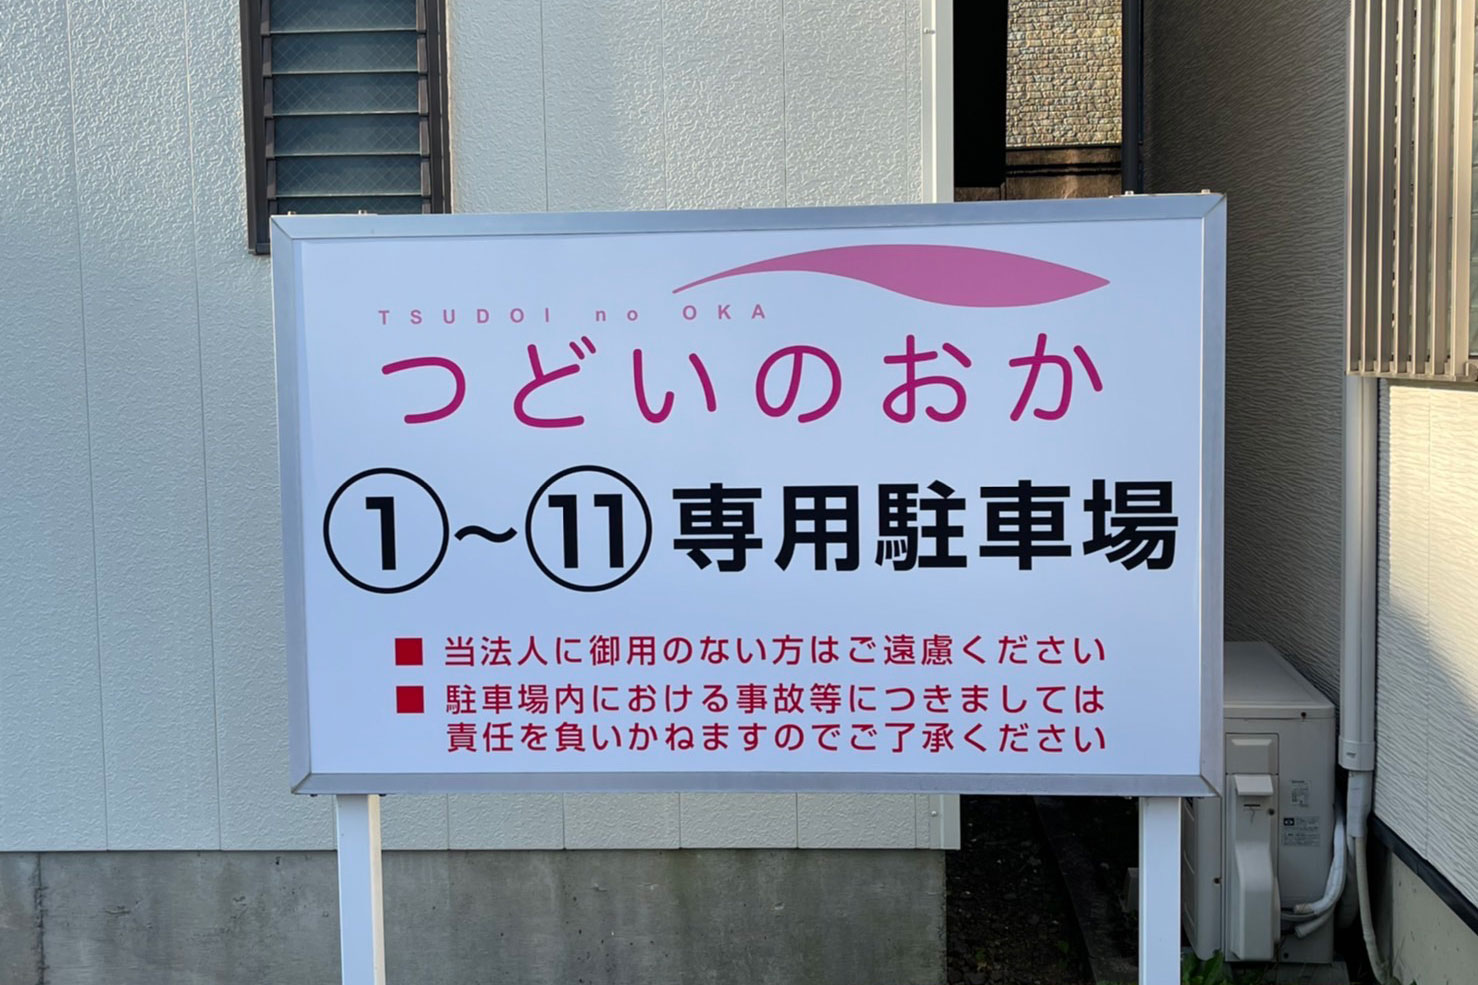 TSUDOI no OKA
つどいのおか
①~⑪専用駐車場
■ 当法人に御用のない方はご遠慮ください
■ 駐車場内における事故等につきましては
責任を負いかねますのでご了承ください